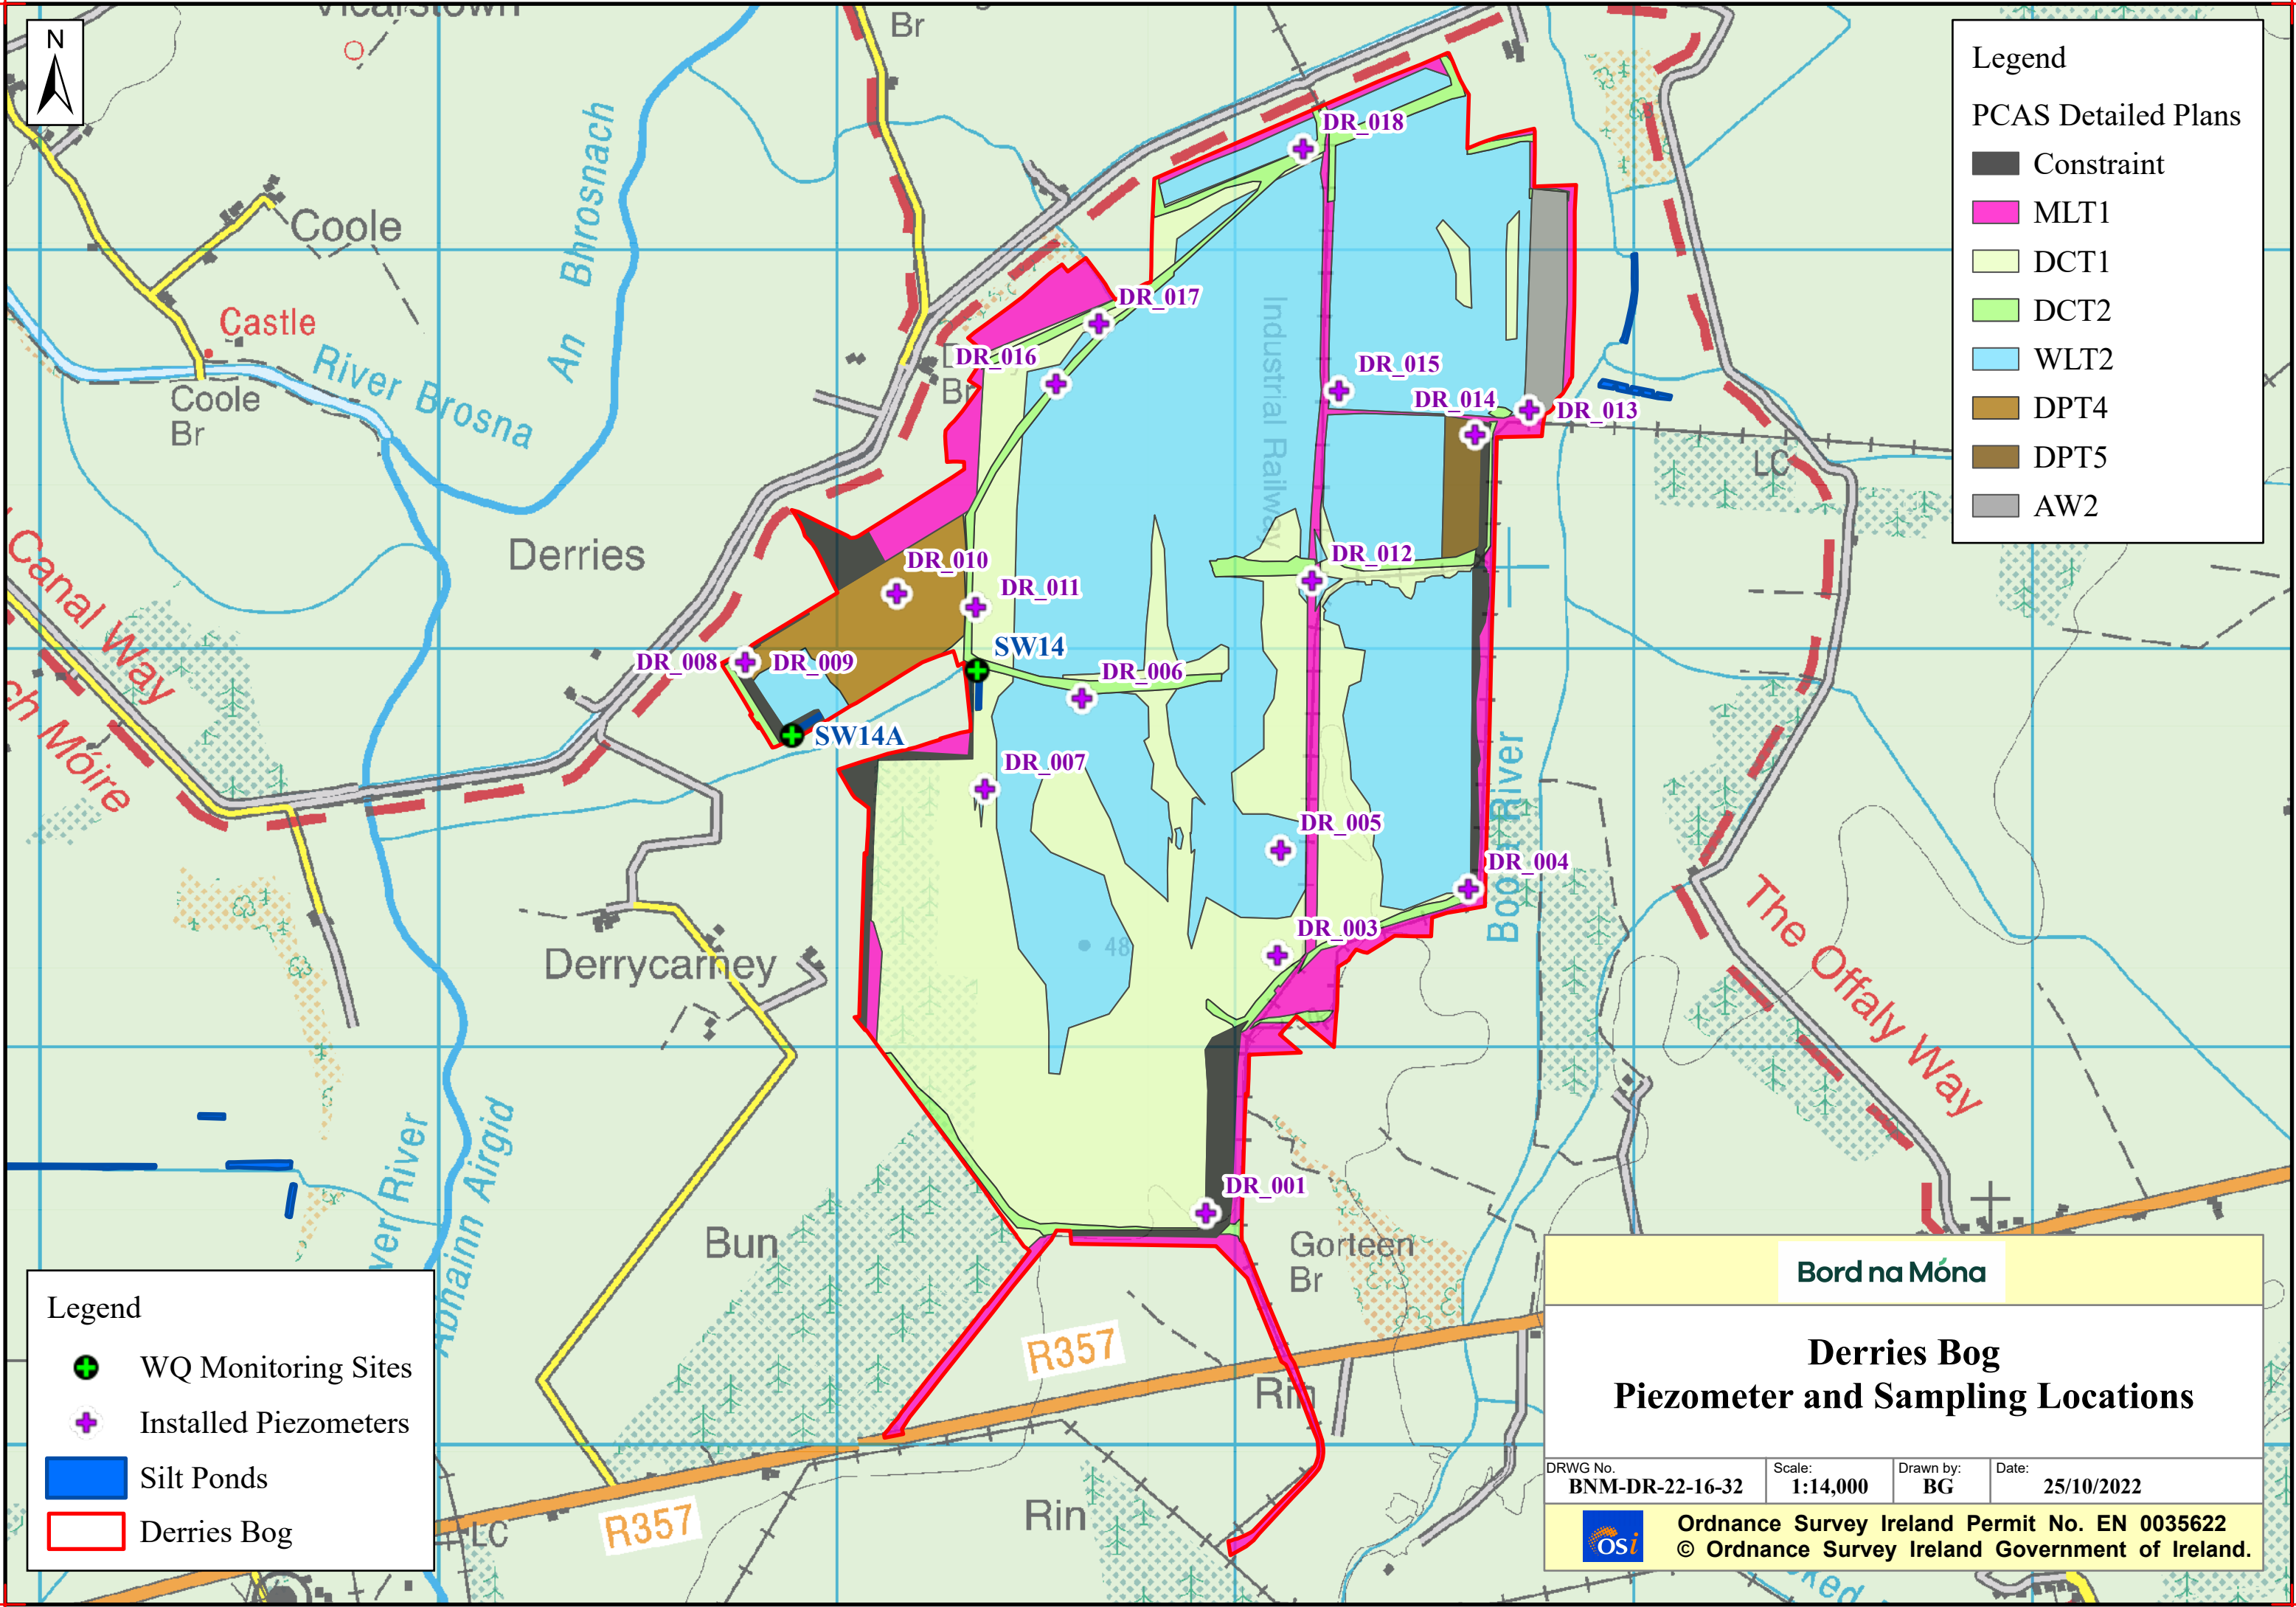 Vicarstown
Br
N
Legend
PCAS Detailed Plans
Constraint
MLT1
DCT1
DCT2
WLT2
DPT4
DPT5
AW2
An Bhrosnach
Coole
Castle
River Brosna
Coole
Br
Br
Derries
Canal Way
ch Móire
Industrial Railway
DR_018
DR_017
DR_016
DR_015
DR_014
DR_013
DR_012
DR_010
DR_011
SW14
DR_008
DR_009
DR_006
SW14A
DR_007
DR_005
DR_004
DR_003
DR_001
LC
48
Derrycarney
The Offaly Way
ver River
Abhainn Airgid
Bun
Gorteen
Br
R357
Rin
R357
Rin
LC
Legend
WQ Monitoring Sites
Installed Piezometers
Silt Ponds
Derries Bog
Bord na Móna
Derries Bog
Piezometer and Sampling Locations
DRWG No.
BNM-DR-22-16-32
Scale:
1:14,000
Drawn by:
BG
Date:
25/10/2022
OSi
Ordnance Survey Ireland Permit No. EN 0035622
© Ordnance Survey Ireland Government of Ireland.